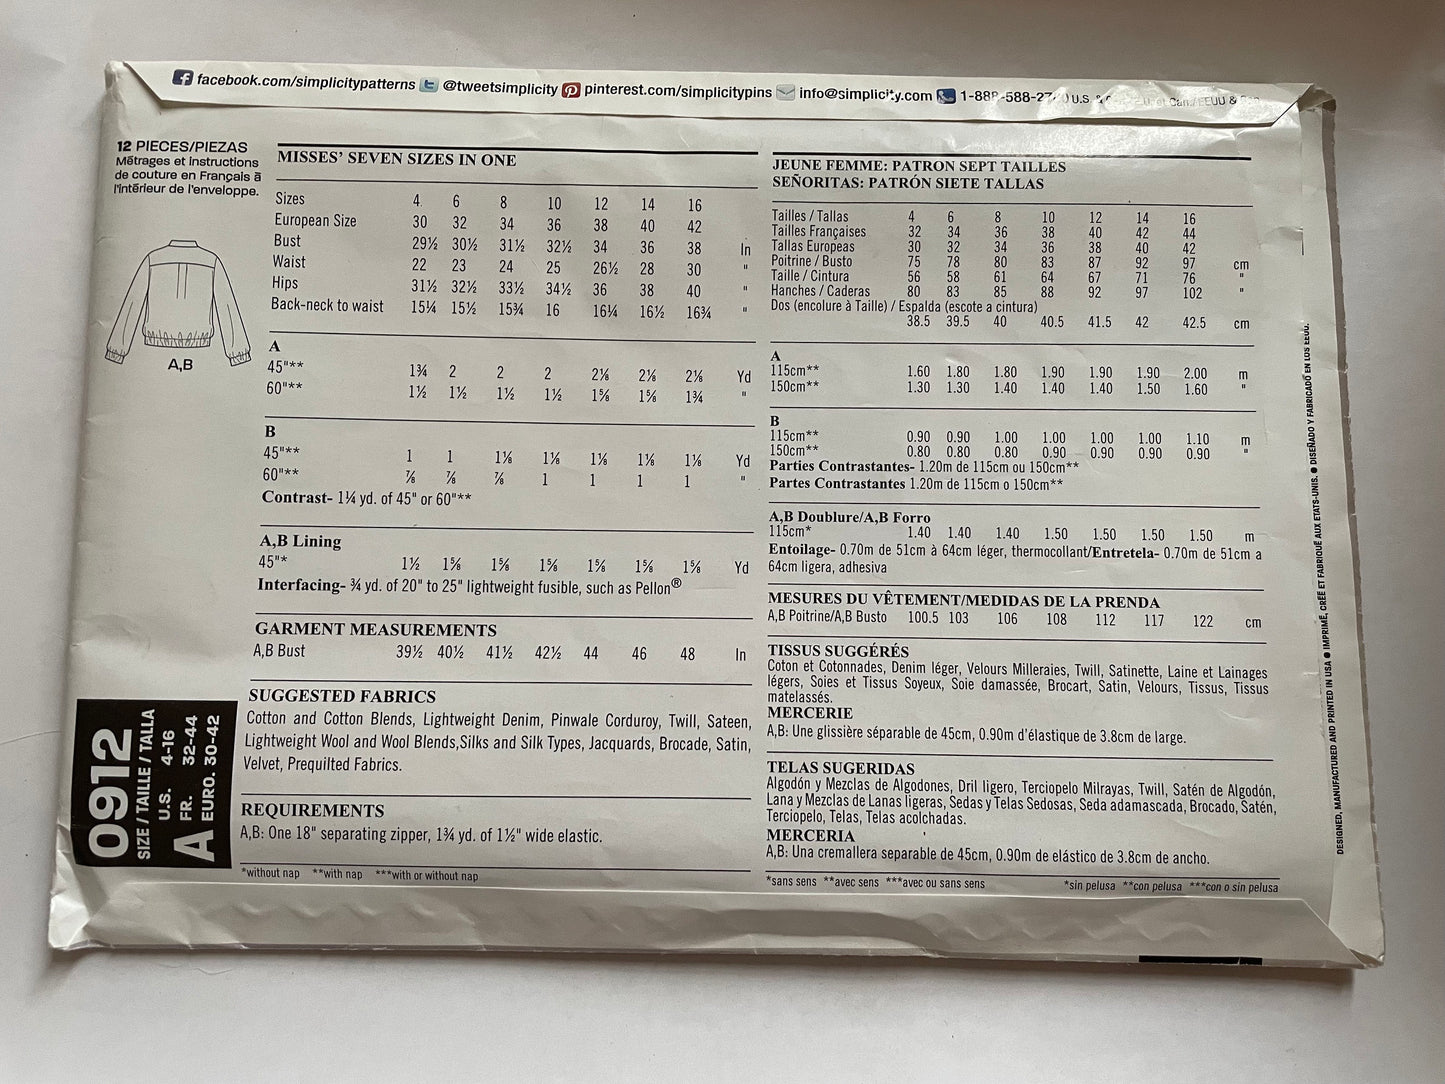 facebook.com/simplicitypatterns @tweetsimplicity pinterest.com/simplicitypins info@simplicity.com
12 PIECES/PIEZAS
Métrages et instructions
de couture en Français à
l'intérieur de l'enveloppe.
A,B
MISSES' SEVEN SIZES IN ONE
Sizes 4 6 8 10 12 14 16
European Size 30 32 34 36 38 40 42
Bust 29½ 30½ 31½ 32½ 34 36 38 In
Waist 22 23 24 25 26½ 28 30 "
Hips 31½ 32½ 33½ 34½ 36 38 40 "
Back-neck to waist 15¼ 15½ 15¾ 16 16¼ 16½ 16¾ "
A
45"** 1¾ 2 2 2 2⅛ 2⅛ 2⅛ Yd
60"** 1½ 1½ 1½ 1½ 1⅝ 1⅝ 1¾ "
B
45"** 1 1 1⅛ 1⅛ 1⅛ 1⅛ 1⅛ Yd
60"** ⅞ ⅞ ⅞ 1 1 1 1 "
Contrast- 1¼ yd. of 45" or 60"**
A,B Lining
45"* 1½ 1⅝ 1⅝ 1⅝ 1⅝ 1⅝ 1⅝ Yd
Interfacing- ¾ yd. of 20" to 25" lightweight fusible, such as Pellon®
GARMENT MEASUREMENTS
A,B Bust 39½ 40½ 41½ 42½ 44 46 48 In
SUGGESTED FABRICS
Cotton and Cotton Blends, Lightweight Denim, Pinwale Corduroy, Twill, Sateen,
Lightweight Wool and Wool Blends,Silks and Silk Types, Jacquards, Brocade, Satin,
Velvet, Prequilted Fabrics.
REQUIREMENTS
A,B: One 18" separating zipper, 1¾ yd. of 1½" wide elastic.
*without nap **with nap ***with or without nap
JEUNE FEMME: PATRON SEPT TAILLES
SEÑORITAS: PATRÓN SIETE TALLAS
Tailles / Tallas 4 6 8 10 12 14 16
Tailles Françaises 32 34 36 38 40 42 44
Tallas Europeas 30 32 34 36 38 40 42
Poitrine / Busto 75 78 80 83 87 92 97 cm
Taille / Cintura 56 58 61 64 67 71 76 "
Hanches / Caderas 80 83 85 88 92 97 102 "
Dos (encolure à Taille) / Espalda (escote a cintura)
38.5 39.5 40 40.5 41.5 42 42.5 cm
A
115cm** 1.60 1.80 1.80 1.90 1.90 1.90 2.00 m
150cm** 1.30 1.30 1.40 1.40 1.40 1.50 1.60 "
B
115cm** 0.90 0.90 1.00 1.00 1.00 1.00 1.10 m
150cm** 0.80 0.80 0.80 0.90 0.90 0.90 0.90 "
Parties Contrastantes- 1.20m de 115cm ou 150cm**
Partes Contrastantes 1.20m de 115cm o 150cm**
A,B Doublure/A,B Forro
115cm* 1.40 1.40 1.40 1.50 1.50 1.50 1.50 m
Entoilage- 0.70m de 51cm à 64cm léger, thermocollant/Entretela- 0.70m de 51cm a
64cm ligera, adhesiva
MESURES DU VÊTEMENT/MEDIDAS DE LA PRENDA
A,B Poitrine/A,B Busto 100.5 103 106 108 112 117 122 cm
TISSUS SUGGÉRÉS
Coton et Cotonnades, Denim léger, Velours Milleraies, Twill, Satinette, Laine et Lainages
légers, Soies et Tissus Soyeux, Soie damassée, Brocart, Satin, Velours, Tissus, Tissus
matelassés.
MERCERIE
A,B: Une glissière séparable de 45cm, 0.90m d'élastique de 3.8cm de large.
TELAS SUGERIDAS
Algodón y Mezclas de Algodones, Dril ligero, Terciopelo Milrayas, Twill, Satén de Algodón,
Lana y Mezclas de Lanas ligeras, Sedas y Telas Sedosas, Seda adamascada, Brocado, Satén,
Terciopelo, Telas, Telas acolchadas.
MERCERIA
A,B: Una cremallera separable de 45cm, 0.90m de elástico de 3.8cm de ancho.
*sans sens **avec sens ***avec ou sans sens *sin pelusa **con pelusa ***con o sin pelusa
0912
SIZE / TAILLE / TALLA
A U.S. 4-16
FR. 32-44
EURO. 30-42
DESIGNED, MANUFACTURED AND PRINTED IN USA ● IMPRIMÉ, CRÉÉ ET FABRIQUÉ AUX ETATS-UNIS. ● DISEÑADO Y FABRICADO EN LOS EEUU.